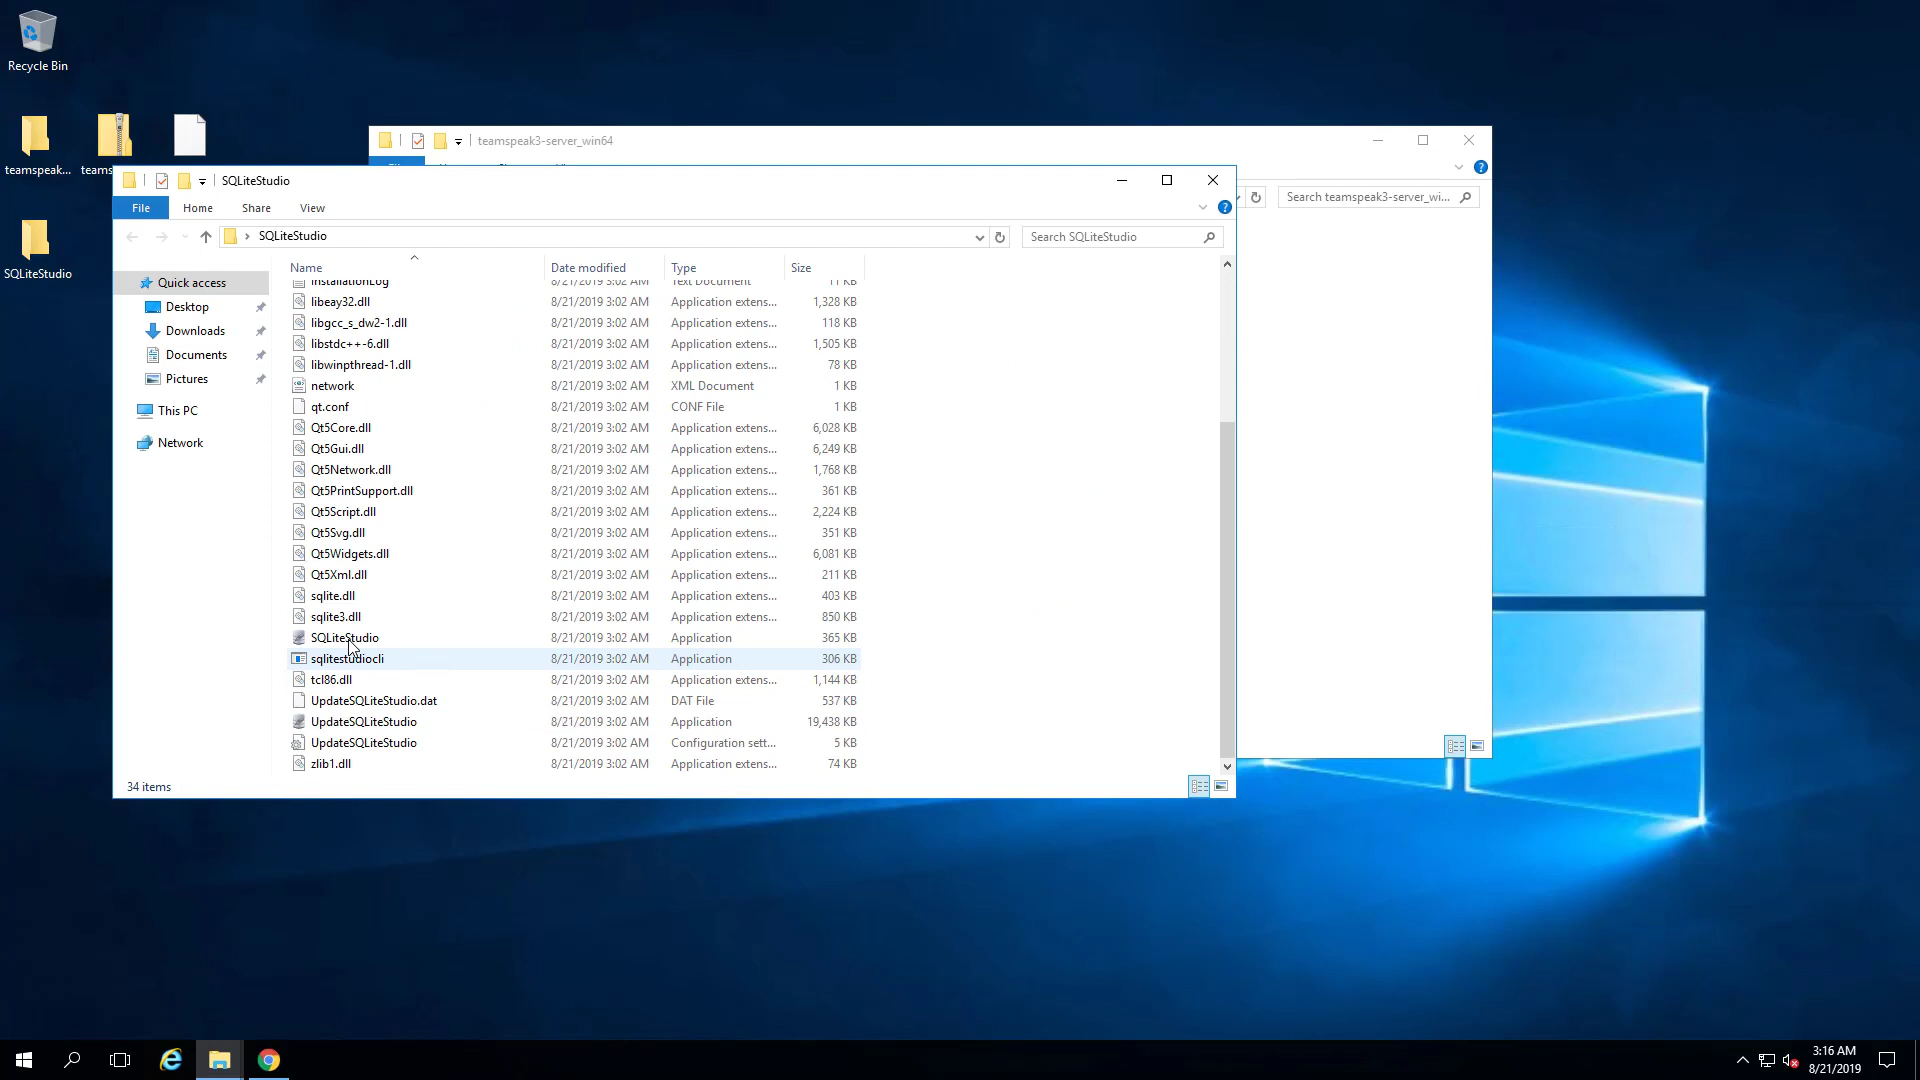 Recycle Bin
teamspeak...
teams
SQLiteStudio
teamspeak3-server_win64
Search teamspeak3-server_wi...
SQLiteStudio
File Home Share View
SQLiteStudio
Search SQLiteStudio
Quick access
Desktop
Downloads
Documents
Pictures
This PC
Network
Name Date modified Type Size
InstallationLog 8/21/2019 3:02 AM Text Document 11 KB
libeay32.dll 8/21/2019 3:02 AM Application extens... 1,328 KB
libgcc_s_dw2-1.dll 8/21/2019 3:02 AM Application extens... 118 KB
libstdc++-6.dll 8/21/2019 3:02 AM Application extens... 1,505 KB
libwinpthread-1.dll 8/21/2019 3:02 AM Application extens... 78 KB
network 8/21/2019 3:02 AM XML Document 1 KB
qt.conf 8/21/2019 3:02 AM CONF File 1 KB
Qt5Core.dll 8/21/2019 3:02 AM Application extens... 6,028 KB
Qt5Gui.dll 8/21/2019 3:02 AM Application extens... 6,249 KB
Qt5Network.dll 8/21/2019 3:02 AM Application extens... 1,768 KB
Qt5PrintSupport.dll 8/21/2019 3:02 AM Application extens... 361 KB
Qt5Script.dll 8/21/2019 3:02 AM Application extens... 2,224 KB
Qt5Svg.dll 8/21/2019 3:02 AM Application extens... 351 KB
Qt5Widgets.dll 8/21/2019 3:02 AM Application extens... 6,081 KB
Qt5Xml.dll 8/21/2019 3:02 AM Application extens... 211 KB
sqlite.dll 8/21/2019 3:02 AM Application extens... 403 KB
sqlite3.dll 8/21/2019 3:02 AM Application extens... 850 KB
SQLiteStudio 8/21/2019 3:02 AM Application 365 KB
sqlitestudiocli 8/21/2019 3:02 AM Application 306 KB
tcl86.dll 8/21/2019 3:02 AM Application extens... 1,144 KB
UpdateSQLiteStudio.dat 8/21/2019 3:02 AM DAT File 537 KB
UpdateSQLiteStudio 8/21/2019 3:02 AM Application 19,438 KB
UpdateSQLiteStudio 8/21/2019 3:02 AM Configuration sett... 5 KB
zlib1.dll 8/21/2019 3:02 AM Application extens... 74 KB
34 items
3:16 AM
8/21/2019